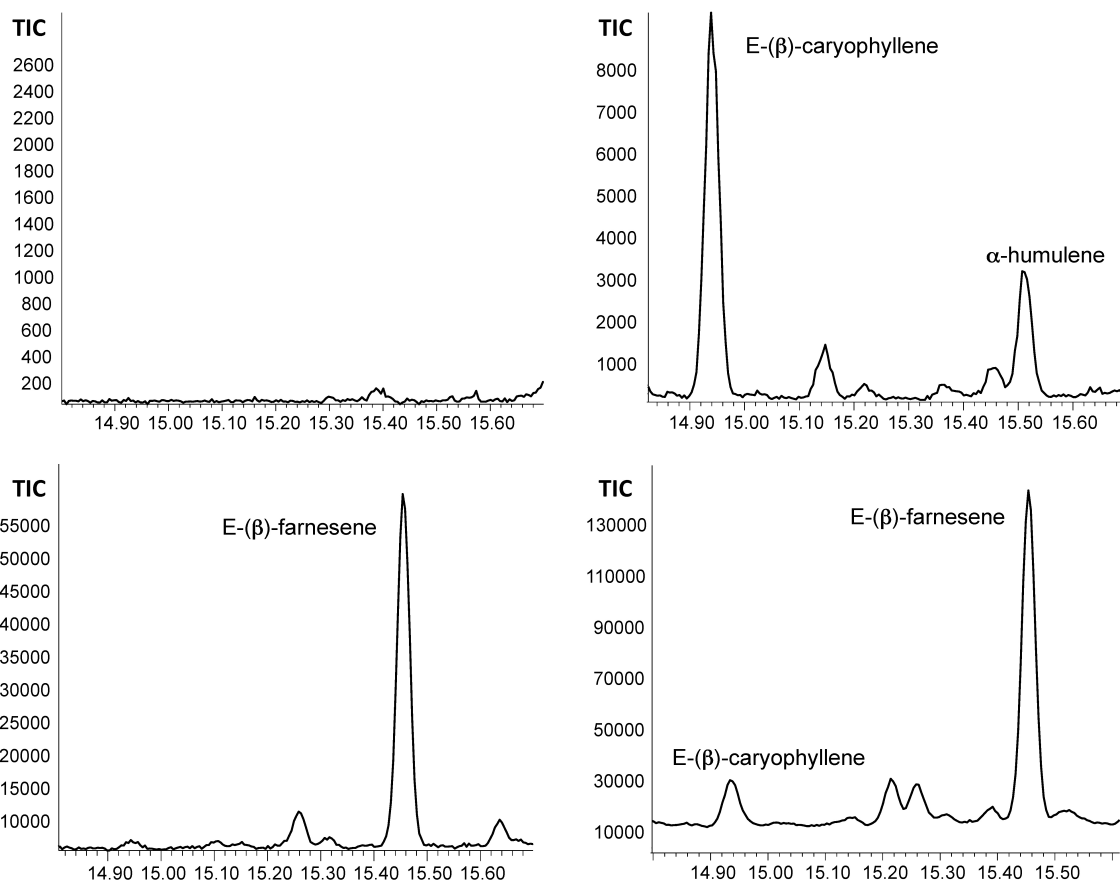 TIC
2600
2400
2200
2000
1800
1600
1400
1200
1000
800
600
400
200
14.90 15.00 15.10 15.20 15.30 15.40 15.50 15.60
TIC
E-(β)-caryophyllene
8000
7000
6000
5000
4000
α-humulene
3000
2000
1000
14.90 15.00 15.10 15.20 15.30 15.40 15.50 15.60
TIC
E-(β)-farnesene
55000
50000
45000
40000
35000
30000
25000
20000
15000
10000
14.90 15.00 15.10 15.20 15.30 15.40 15.50 15.60
TIC
E-(β)-farnesene
130000
110000
90000
70000
50000
E-(β)-caryophyllene
30000
10000
14.90 15.00 15.10 15.20 15.30 15.40 15.50